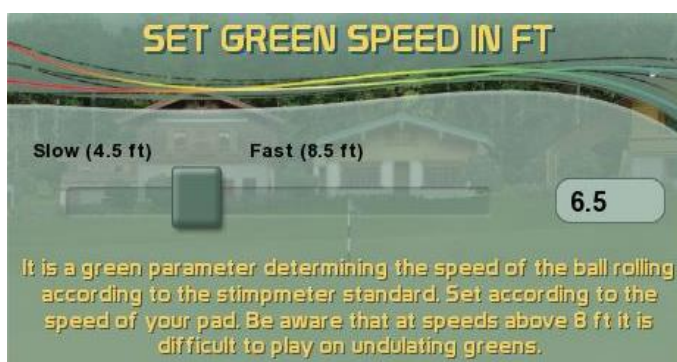 SET GREEN SPEED IN FT
Slow (4.5 ft) Fast (8.5 ft)
6.5
It is a green parameter determining the speed of the ball rolling
according to the stimpmeter standard. Set according to the
speed of your pad. Be aware that at speeds above 8 ft it is
difficult to play on undulating greens.